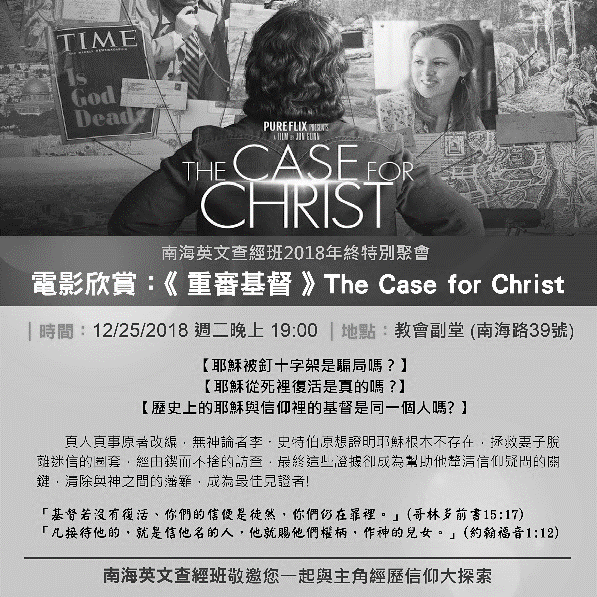 TIME
Is
God
Dead?
PUREFLIX PRESENTS
A FILM BY JON GUNN
THE CASE FOR
CHRIST
南海英文查經班2018年終特別聚會
電影欣賞：《重審基督》The Case for Christ
｜時間：12/25/2018 週二晚上 19:00 ｜地點：教會副堂 (南海路39號)
【耶穌被釘十字架是騙局嗎？】
【耶穌從死裡復活是真的嗎？】
【歷史上的耶穌與信仰裡的基督是同一個人嗎?】
真人真事原著改編，無神論者李·史特伯原想證明耶穌根本不存在，拯救妻子脫
離迷信的圈套，經由鍥而不捨的訪查，最終這些證據卻成為幫助他釐清信仰疑問的關
鍵，清除與神之間的藩籬，成為最佳見證者!
「基督若沒有復活、你們的信便是徒然，你們仍在罪裡。」(哥林多前書15:17)
「凡接待他的、就是信他名的人，他就賜他們權柄，作神的兒女。」(約翰福音1:12)
南海英文查經班敬邀您一起與主角經歷信仰大探索